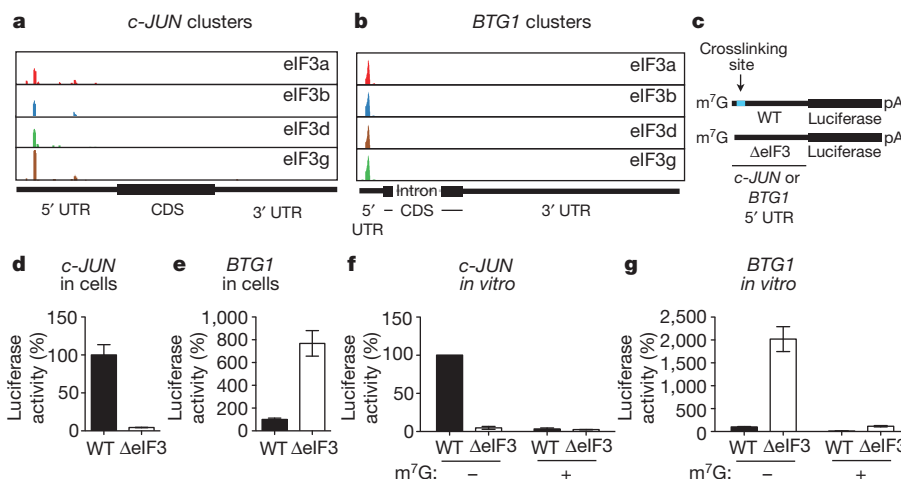 c-JUN clusters
a
eIF3a
eIF3b
eIF3d
eIF3g
5′ UTR
CDS
3′ UTR
BTG1 clusters
b
eIF3a
eIF3b
eIF3d
eIF3g
Intron
5′
UTR
– CDS –
3′ UTR
c
Crosslinking
site
m⁷G
pA
WT
Luciferase
m⁷G
pA
ΔeIF3
Luciferase
c-JUN or
BTG1
5′ UTR
d
c-JUN
in cells
Luciferase
activity (%)
150
100
50
0
WT ΔeIF3
e
BTG1
in cells
Luciferase
activity (%)
1,000
800
600
400
200
0
WT ΔeIF3
f
c-JUN
in vitro
Luciferase
activity (%)
150
100
50
0
WT ΔeIF3 WT ΔeIF3
m⁷G: – +
g
BTG1
in vitro
Luciferase
activity (%)
2,500
2,000
1,500
1,000
500
0
WT ΔeIF3 WT ΔeIF3
m⁷G: – +